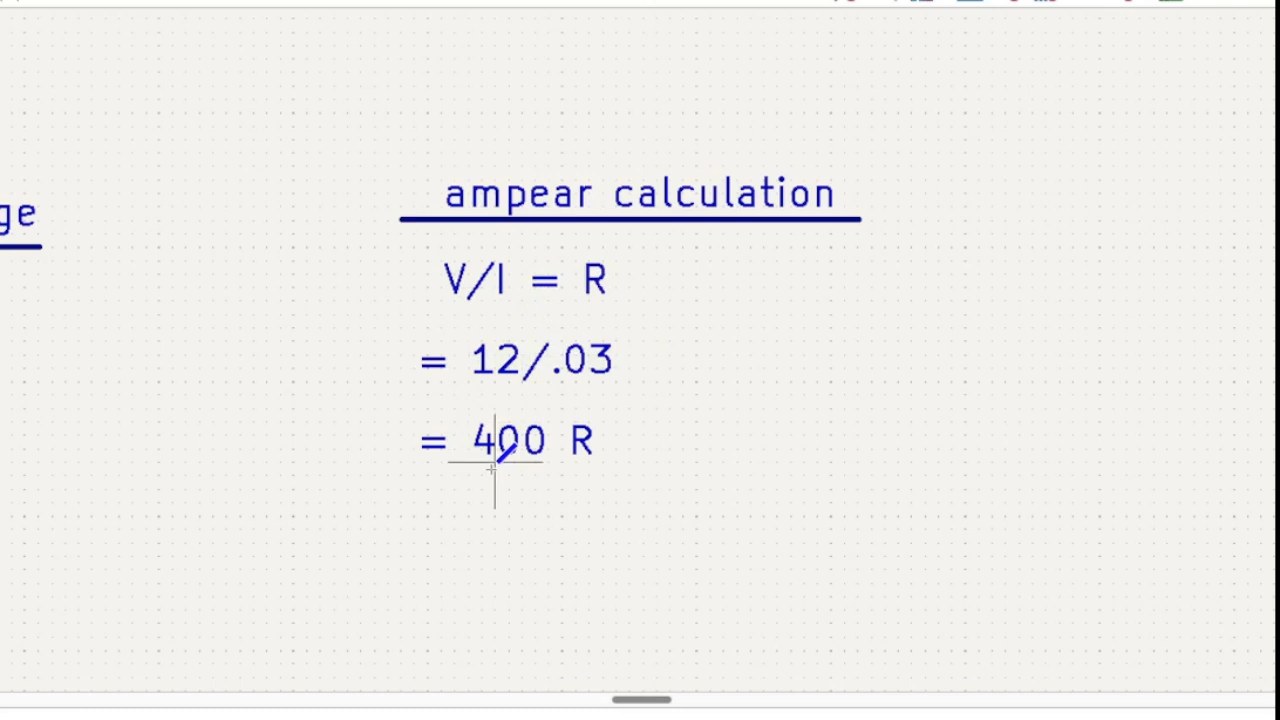 ge
ampear calculation
V/I = R
= 12/.03
= 400 R